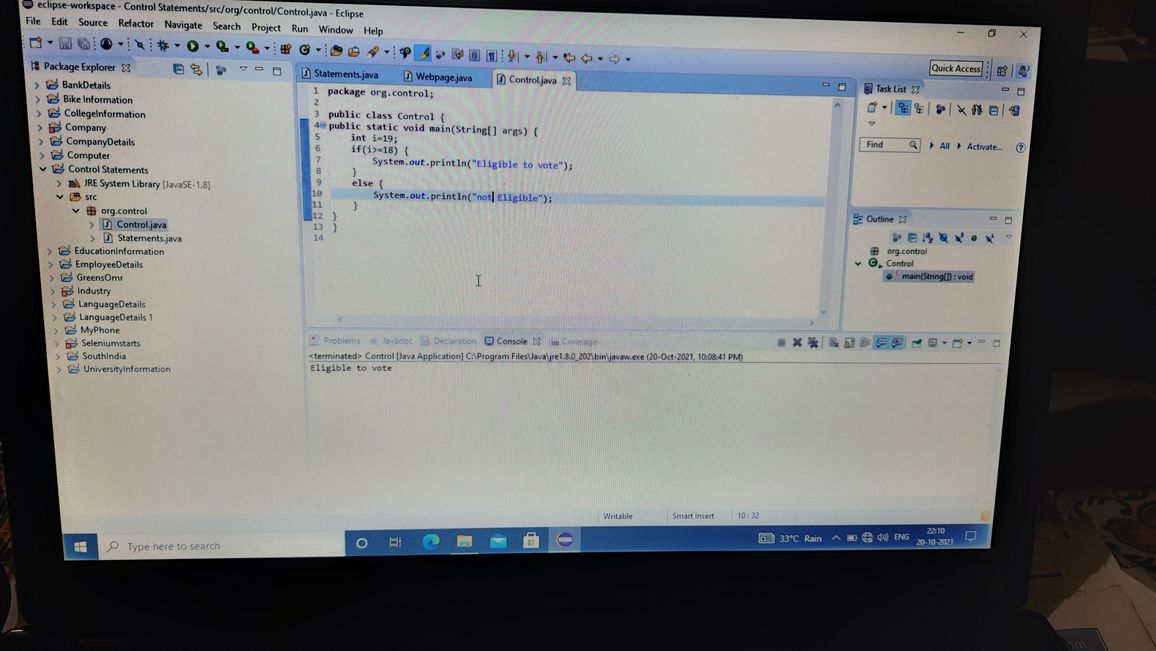 eclipse-workspace - Control Statements/src/org/control/Control.java - Eclipse
File Edit Source Refactor Navigate Search Project Run Window Help
Quick Access
Package Explorer
BankDetails
Bike Information
CollegeInformation
Company
CompanyDetails
Computer
Control Statements
JRE System Library [JavaSE-1.8]
src
org.control
Control.java
Statements.java
EducationInformation
EmployeeDetails
GreensOmr
Industry
LanguageDetails
LanguageDetails 1
MyPhone
Seleniumstarts
SouthIndia
UniversityInformation
Statements.java Webpage.java Control.java
1 package org.control;
2
3 public class Control {
4 public static void main(String[] args) {
5 int i=19;
6 if(i>=18) {
7 System.out.println("Eligible to vote");
8 }
9 else {
10 System.out.println("not Eligible");
11 }
12 }
13 }
14
Task List
Find All Activate...
Outline
org.control
Control
main(String[]) : void
Problems Javadoc Declaration Console Coverage
<terminated> Control [Java Application] C:\Program Files\Java\jre1.8.0_202\bin\javaw.exe (20-Oct-2021, 10:08:41 PM)
Eligible to vote
Writable Smart Insert 10 : 32
Type here to search
33°C Rain ENG 22:10
20-10-2021